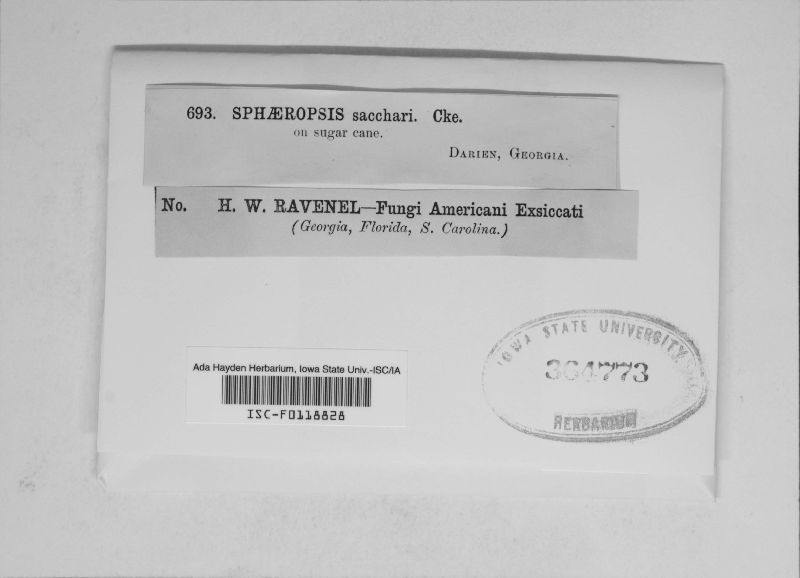 693. SPHÆROPSIS sacchari. Cke.
on sugar cane.
DARIEN, GEORGIA.
No. H. W. RAVENEL—Fungi Americani Exsiccati
(Georgia, Florida, S. Carolina.)
Ada Hayden Herbarium, Iowa State Univ.-ISC/IA
ISC-F0118828
IOWA STATE UNIVERSITY
364773
HERBARIUM